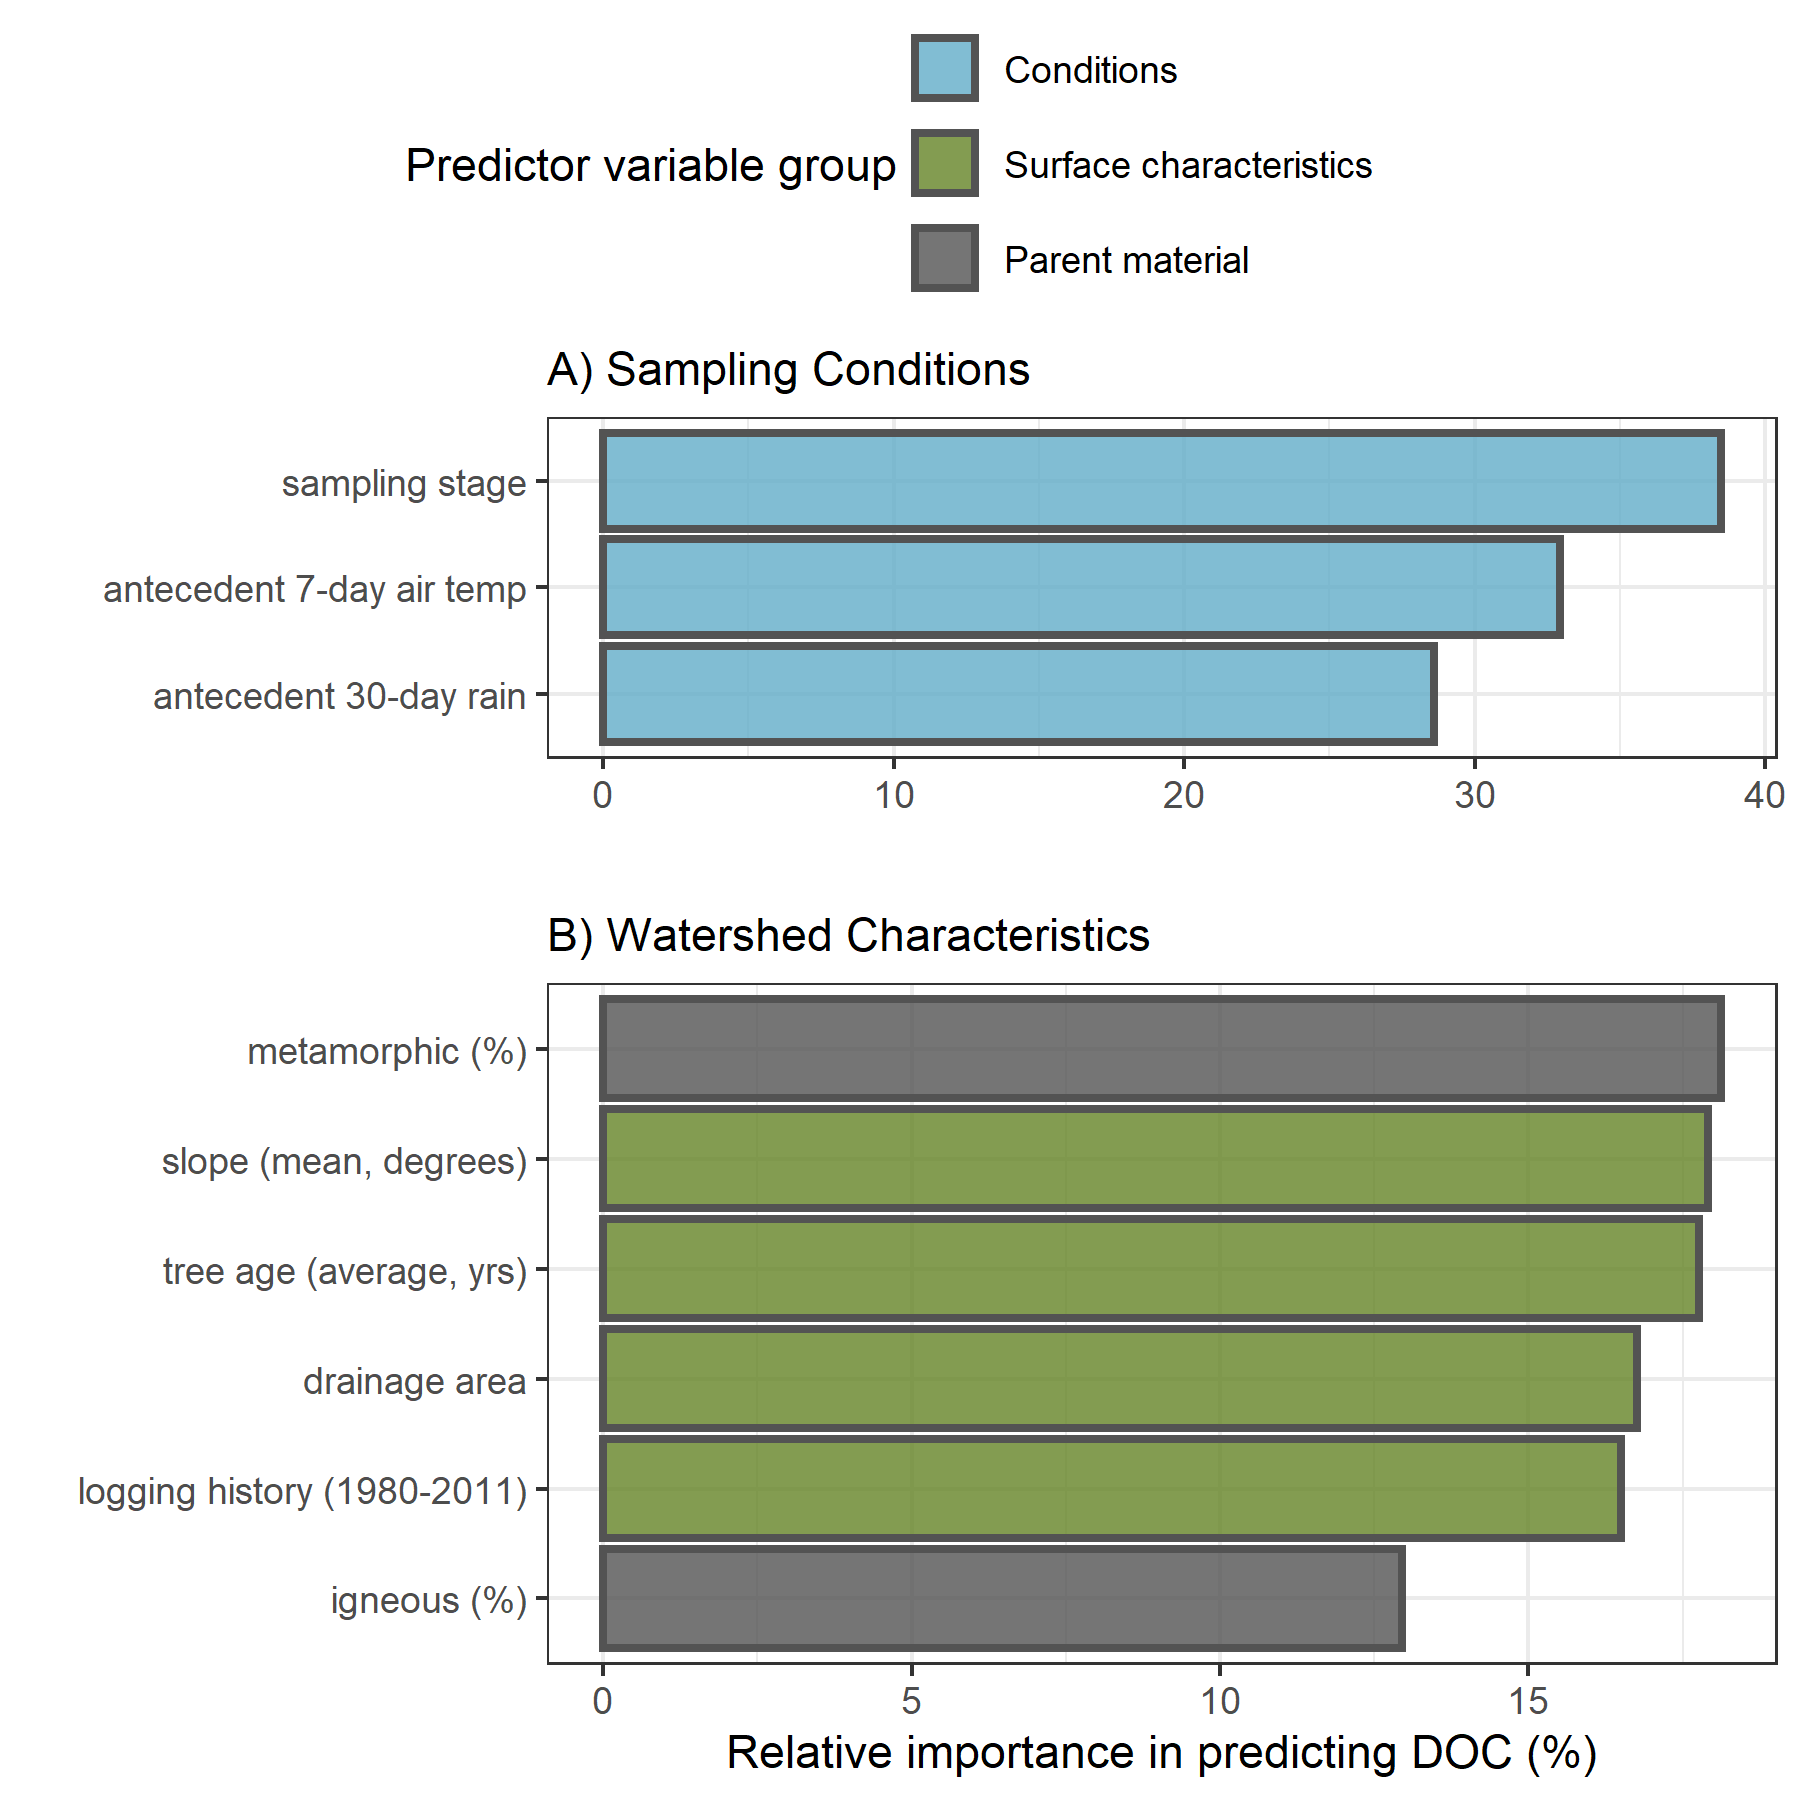 Conditions
Predictor variable group
Surface characteristics
Parent material
A) Sampling Conditions
sampling stage
antecedent 7-day air temp
antecedent 30-day rain
0 10 20 30 40
B) Watershed Characteristics
metamorphic (%)
slope (mean, degrees)
tree age (average, yrs)
drainage area
logging history (1980-2011)
igneous (%)
0 5 10 15
Relative importance in predicting DOC (%)